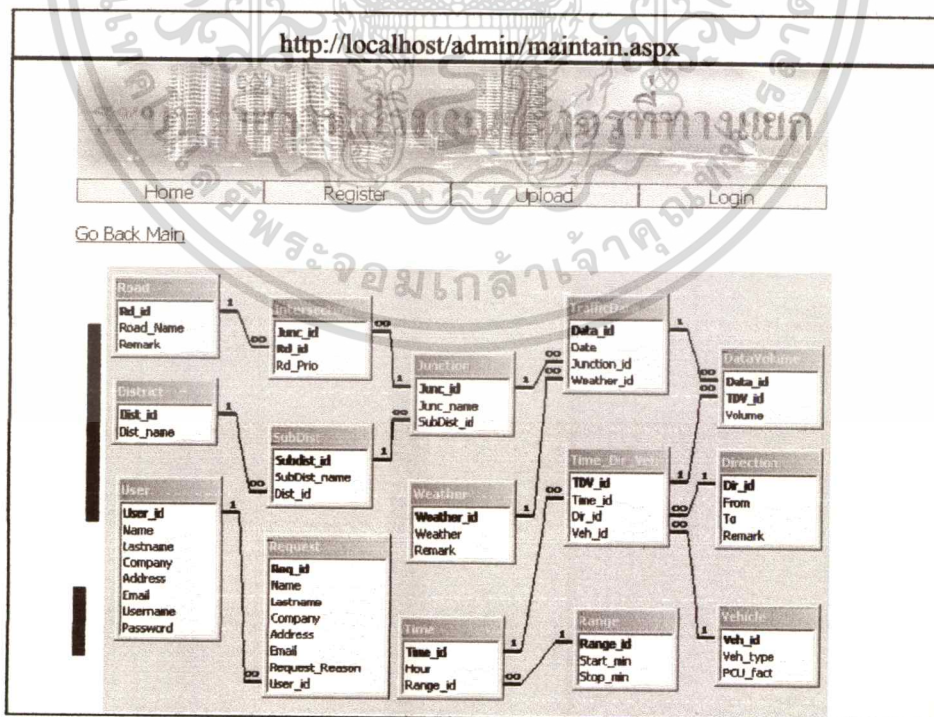 http://localhost/admin/maintain.aspx
Home Register Upload Login
Go Back Main
Road
Rd_id
Road_Name
Remark
Intersection
Junc_id
Rd_id
Rd_Prio
District
Dist_id
Dist_name
SubDist
Subdist_id
SubDist_name
Dist_id
Junction
Junc_id
Junc_name
SubDist_id
TrafficData
Data_id
Date
Junction_id
Weather_id
DataVolume
Data_id
TDV_id
Volume
User
User_id
Name
Lastname
Company
Address
Email
Username
Password
Request
Req_id
Name
Lastname
Company
Address
Email
Request_Reason
User_id
Weather
Weather_id
Weather
Remark
Time_Dir_Veh
TDV_id
Time_id
Dir_id
Veh_id
Direction
Dir_id
From
To
Remark
Time
Time_id
Hour
Range_id
Range
Range_id
Start_min
Stop_min
Vehicle
Veh_id
Veh_type
PCU_fact